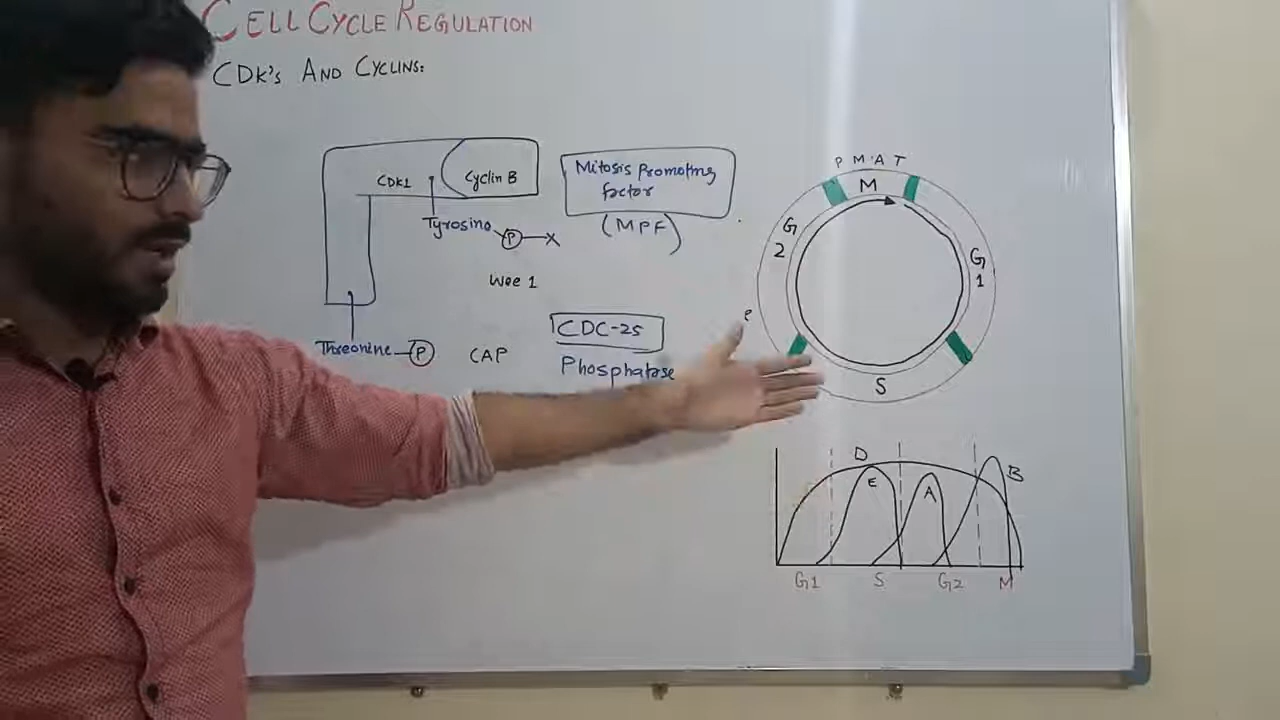 CELL CYCLE REGULATION
CDK'S AND CYCLINS:
CDK1
Cyclin B
Tyrosine
P
X
Wee 1
Threonine
P
CAP
Mitosis Promoting
factor
(MPF)
CDC-25
Phosphatase
P M A T
M
G1
S
G2
D
E
A
B
G1 S G2 M